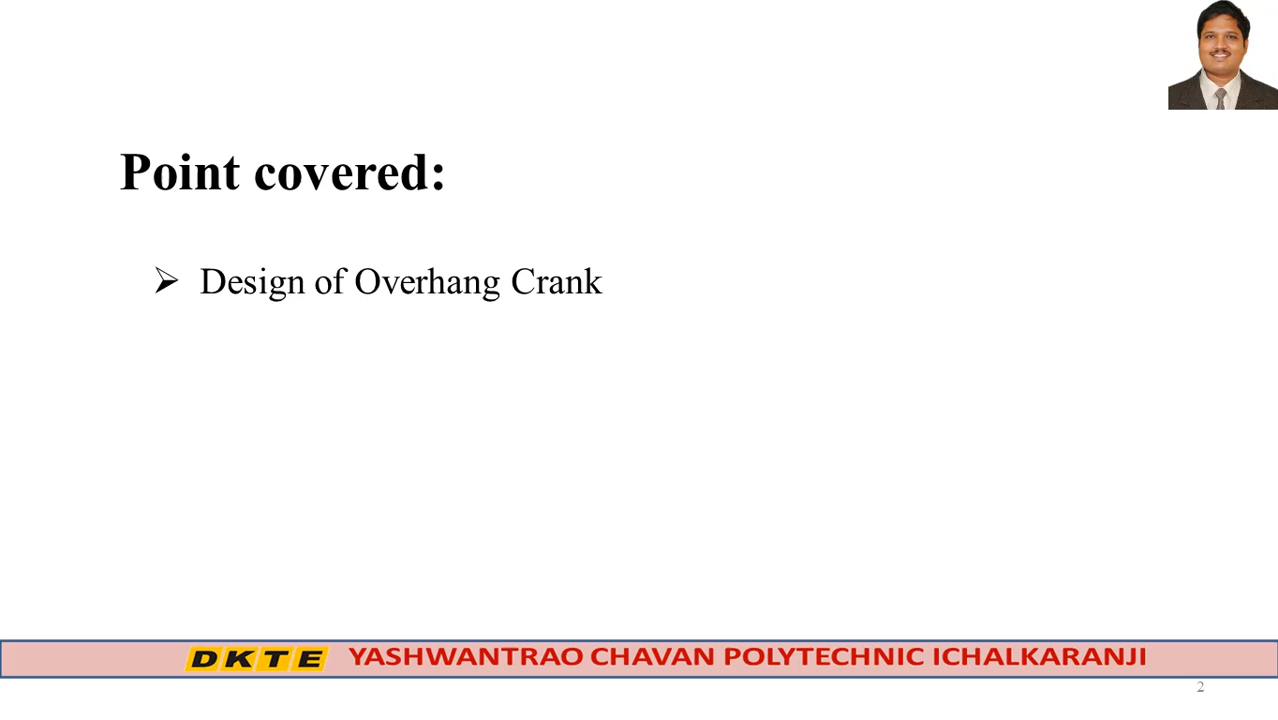 Point covered:
➢ Design of Overhang Crank
DKTE YASHWANTRAO CHAVAN POLYTECHNIC ICHALKARANJI
2